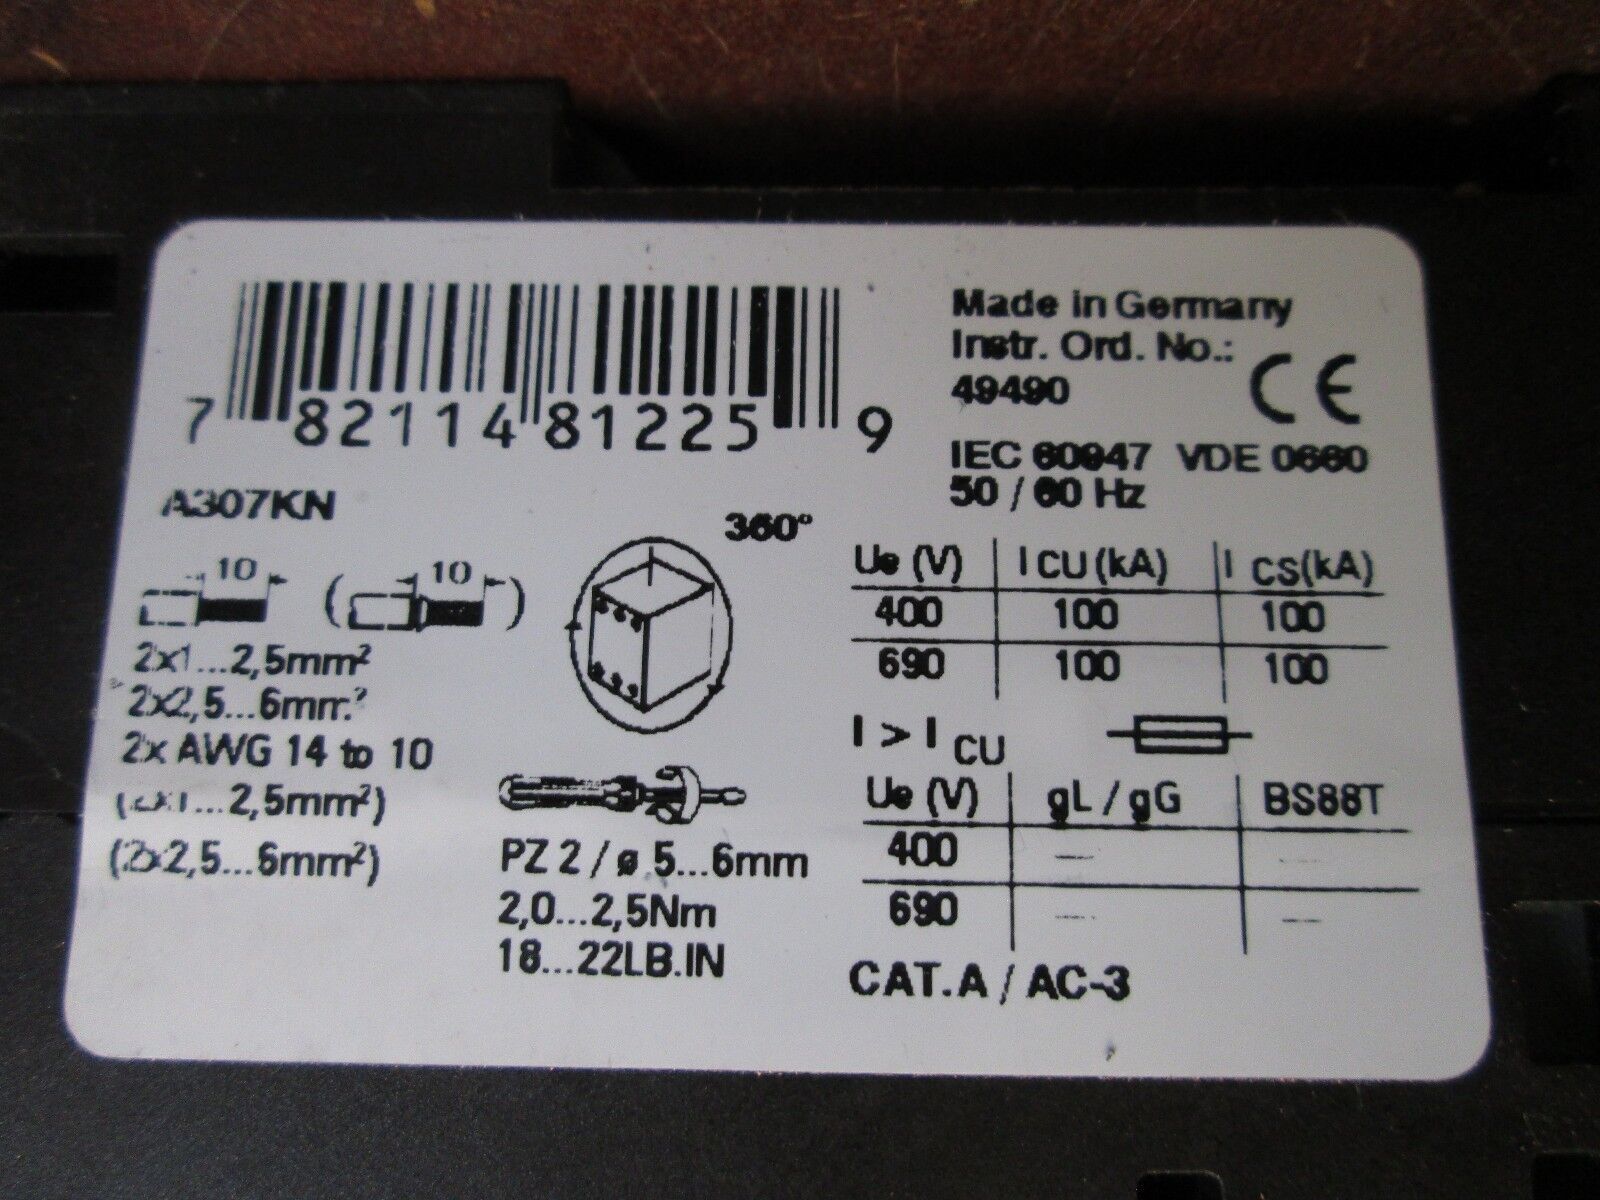 7 82114 81225 9
A307KN
10 (10)
2x1...2,5mm²
2x2,5...6mm²
2x AWG 14 to 10
(2x1...2,5mm²)
(2x2,5...6mm²)
360°
PZ 2 / ø 5...6mm
2,0...2,5Nm
18...22LB.IN
Made in Germany
Instr. Ord. No.:
49490
CE
IEC 60947 VDE 0660
50 / 60 Hz
Ue (V) I CU (kA) I CS(kA)
400 100 100
690 100 100
I > I CU
Ue (V) gL / gG BS88T
400 — —
690 — —
CAT.A / AC-3